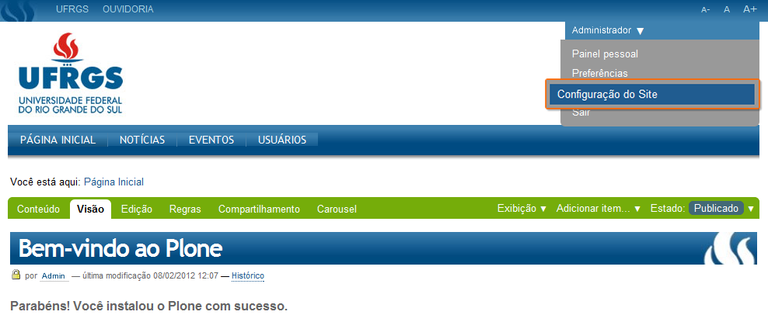 UFRGS OUVIDORIA A- A A+
Administrador ▼
Painel pessoal
Preferências
Configuração do Site
Sair
UFRGS
UNIVERSIDADE FEDERAL
DO RIO GRANDE DO SUL
PÁGINA INICIAL NOTÍCIAS EVENTOS USUÁRIOS
Você está aqui: Página Inicial
Conteúdo Visão Edição Regras Compartilhamento Carousel Exibição ▼ Adicionar item... ▼ Estado: Publicado ▼
Bem-vindo ao Plone
por Admin — última modificação 08/02/2012 12:07 — Histórico
Parabéns! Você instalou o Plone com sucesso.